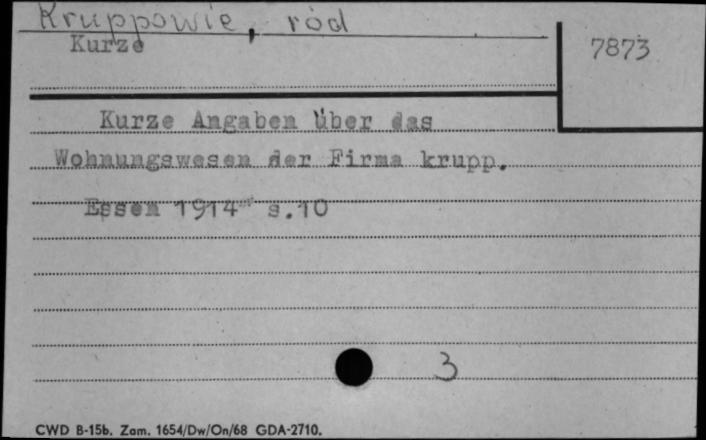 Kruppowie, ród
Kurze
7873
Kurze Angaben über das
Wohnungswesen der Firma krupp.
Essen 1914 s.10
3
CWD B-15b. Zam. 1654/Dw/On/68 GDA-2710.